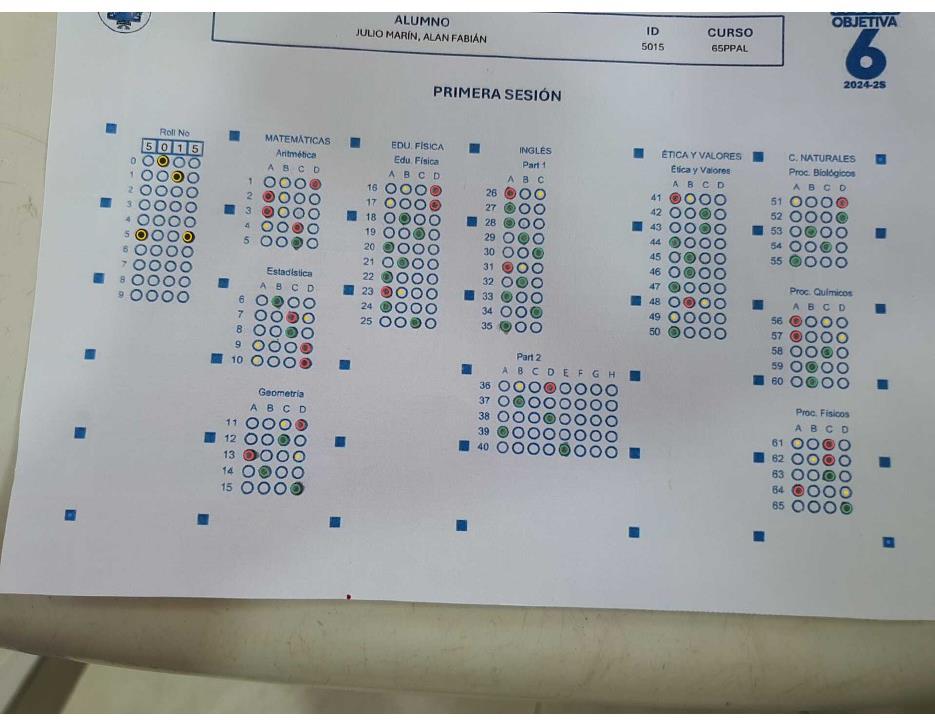 ALUMNO
JULIO MARÍN, ALAN FABIÁN
ID
5015
CURSO
65PPAL
OBJETIVA
6
2024-2S
PRIMERA SESIÓN
Roll No
5 0 1 5
0
1
2
3
4
5
6
7
8
9
MATEMÁTICAS
Aritmética
A B C D
1
2
3
4
5
Estadística
A B C D
6
7
8
9
10
Geometría
A B C D
11
12
13
14
15
EDU. FÍSICA
Edu. Física
A B C D
16
17
18
19
20
21
22
23
24
25
INGLÉS
Part 1
A B C
26
27
28
29
30
31
32
33
34
35
Part 2
A B C D E F G H
36
37
38
39
40
ÉTICA Y VALORES
Ética y Valores
A B C D
41
42
43
44
45
46
47
48
49
50
C. NATURALES
Proc. Biológicos
A B C D
51
52
53
54
55
Proc. Químicos
A B C D
56
57
58
59
60
Proc. Físicos
A B C D
61
62
63
64
65